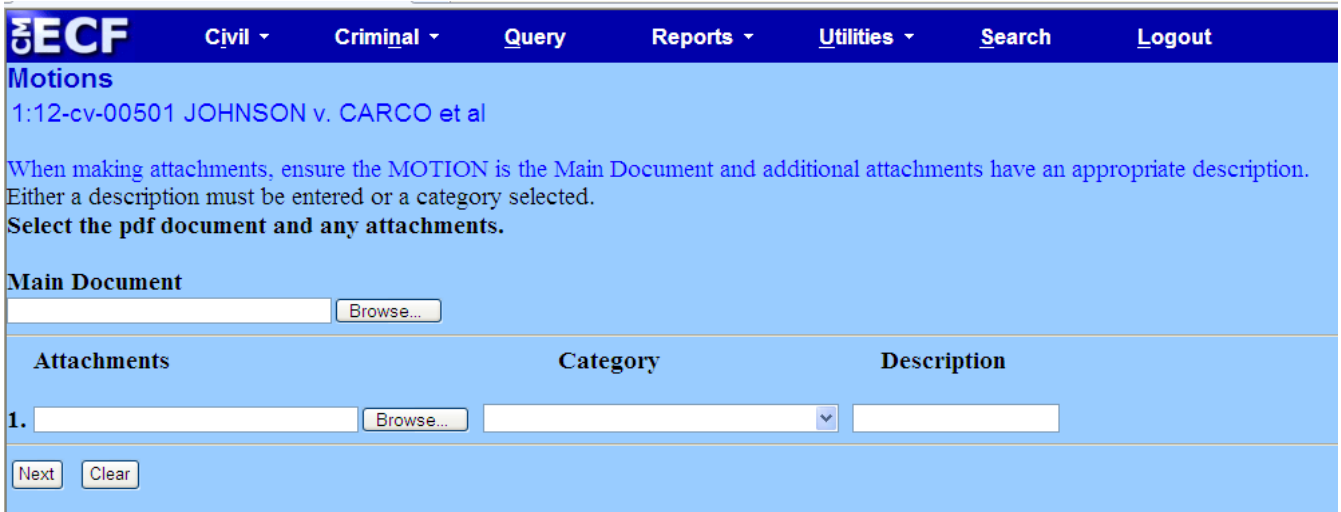 CM ECF Civil Criminal Query Reports Utilities Search Logout
Motions
1:12-cv-00501 JOHNSON v. CARCO et al
When making attachments, ensure the MOTION is the Main Document and additional attachments have an appropriate description.
Either a description must be entered or a category selected.
Select the pdf document and any attachments.
Main Document
Browse...
Attachments Category Description
1. Browse...
Next Clear